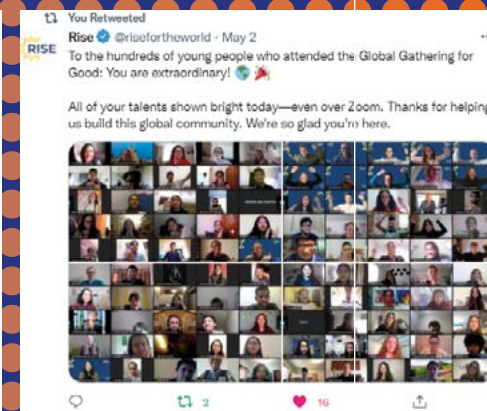 You Retweeted
Rise @risefortheworld · May 2
RISE
To the hundreds of young people who attended the Global Gathering for
Good: You are extraordinary! 🌎 🎉
All of your talents shown bright today—even over Zoom. Thanks for helping
us build this global community. We're so glad you're here.
2
16